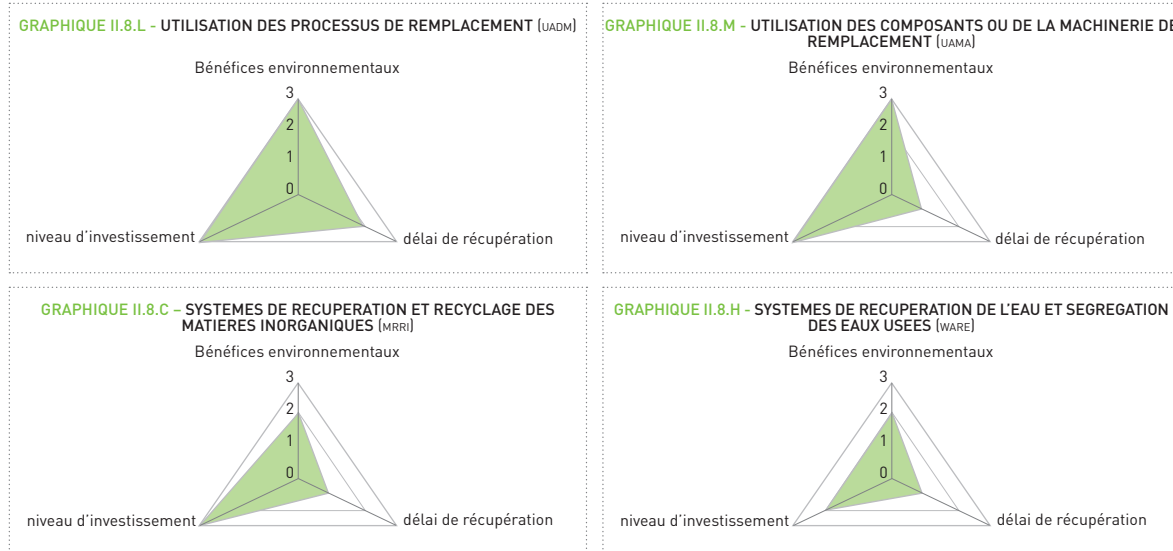 GRAPHIQUE II.8.L - UTILISATION DES PROCESSUS DE REMPLACEMENT (UADM)
Bénéfices environnementaux
3
2
1
0
niveau d'investissement
délai de récupération
GRAPHIQUE II.8.M - UTILISATION DES COMPOSANTS OU DE LA MACHINERIE DE
REMPLACEMENT (UAMA)
Bénéfices environnementaux
3
2
1
0
niveau d'investissement
délai de récupération
GRAPHIQUE II.8.C – SYSTEMES DE RECUPERATION ET RECYCLAGE DES
MATIERES INORGANIQUES (MRRI)
Bénéfices environnementaux
3
2
1
0
niveau d'investissement
délai de récupération
GRAPHIQUE II.8.H - SYSTEMES DE RECUPERATION DE L'EAU ET SEGREGATION
DES EAUX USEES (WARE)
Bénéfices environnementaux
3
2
1
0
niveau d'investissement
délai de récupération